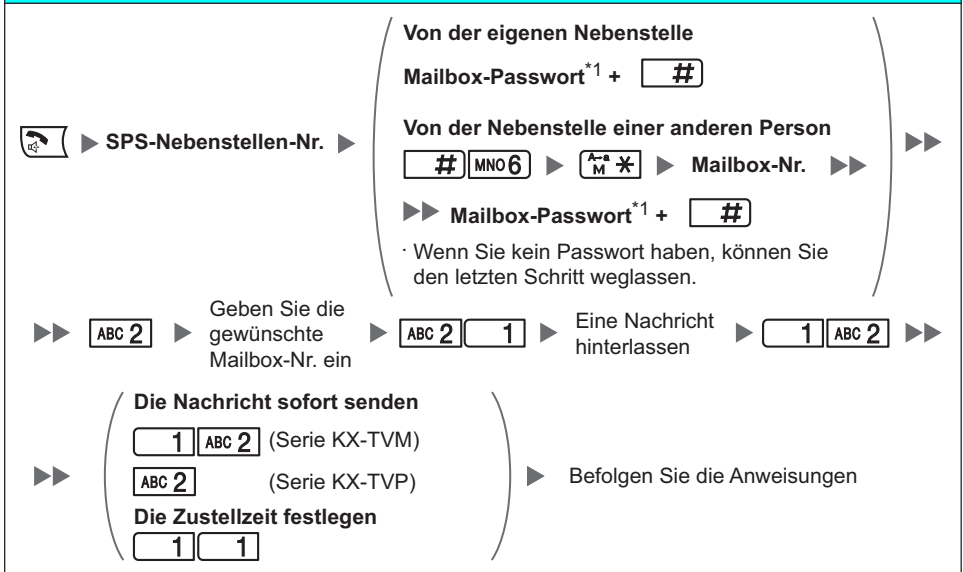 Von der eigenen Nebenstelle
Mailbox-Passwort*1 + #
SPS-Nebenstellen-Nr.
Von der Nebenstelle einer anderen Person
# MNO 6 A→a M * Mailbox-Nr.
Mailbox-Passwort*1 + #
· Wenn Sie kein Passwort haben, können Sie
den letzten Schritt weglassen.
ABC 2
Geben Sie die
gewünschte
Mailbox-Nr. ein
ABC 2 1
Eine Nachricht
hinterlassen
1 ABC 2
Die Nachricht sofort senden
1 ABC 2 (Serie KX-TVM)
ABC 2 (Serie KX-TVP)
Die Zustellzeit festlegen
1 1
Befolgen Sie die Anweisungen